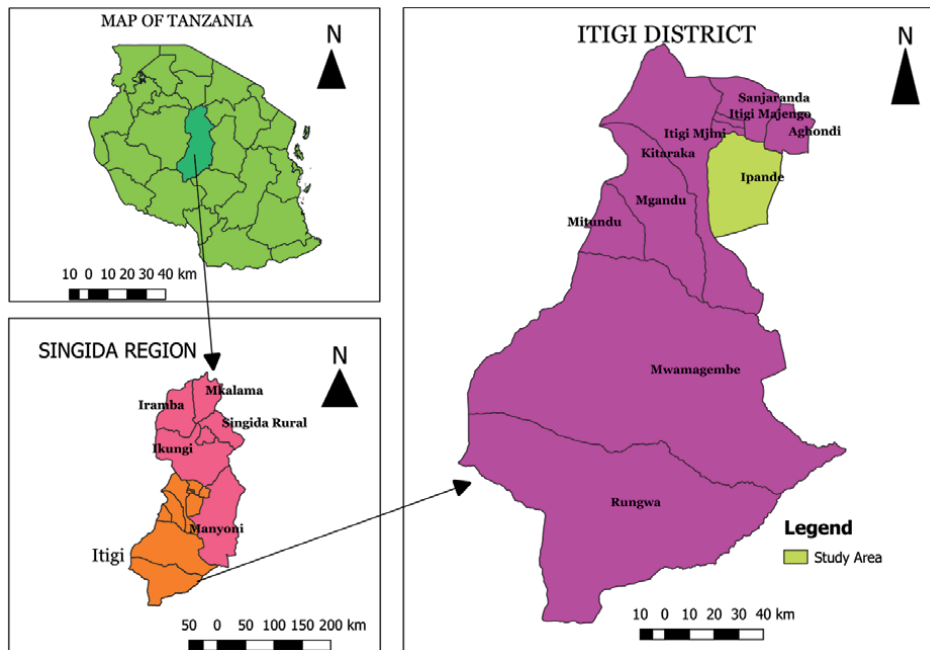 MAP OF TANZANIA
N
10 0 10 20 30 40 km
SINGIDA REGION
N
Mkalama
Iramba
Singida Rural
Ikungi
Manyoni
Itigi
50 0 50 100 150 200 km
ITIGI DISTRICT
N
Sanjaranda
Itigi Majengo
Itigi Mjini
Aghondi
Kitaraka
Ipande
Mgandu
Mitundu
Mwamagembe
Rungwa
Legend
Study Area
10 0 10 20 30 40 km